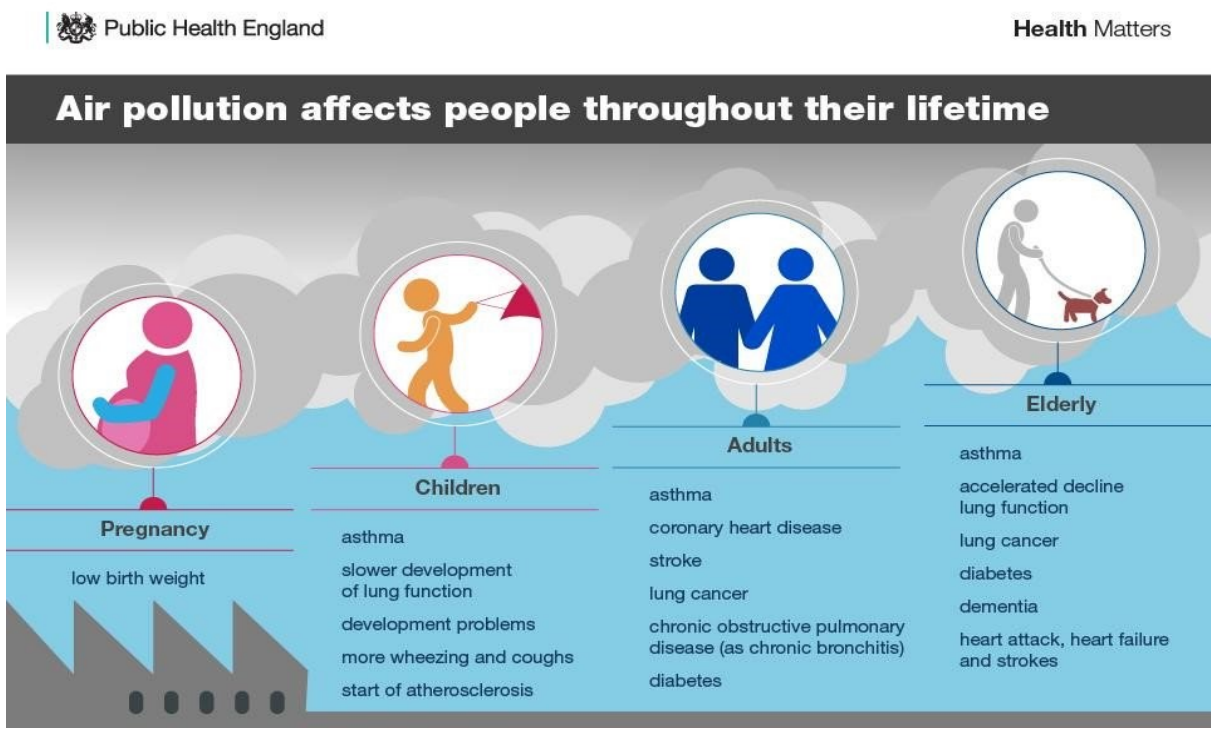 Public Health England
Health Matters
Air pollution affects people throughout their lifetime
Pregnancy
low birth weight
Children
asthma
slower development
of lung function
development problems
more wheezing and coughs
start of atherosclerosis
Adults
asthma
coronary heart disease
stroke
lung cancer
chronic obstructive pulmonary
disease (as chronic bronchitis)
diabetes
Elderly
asthma
accelerated decline
lung function
lung cancer
diabetes
dementia
heart attack, heart failure
and strokes